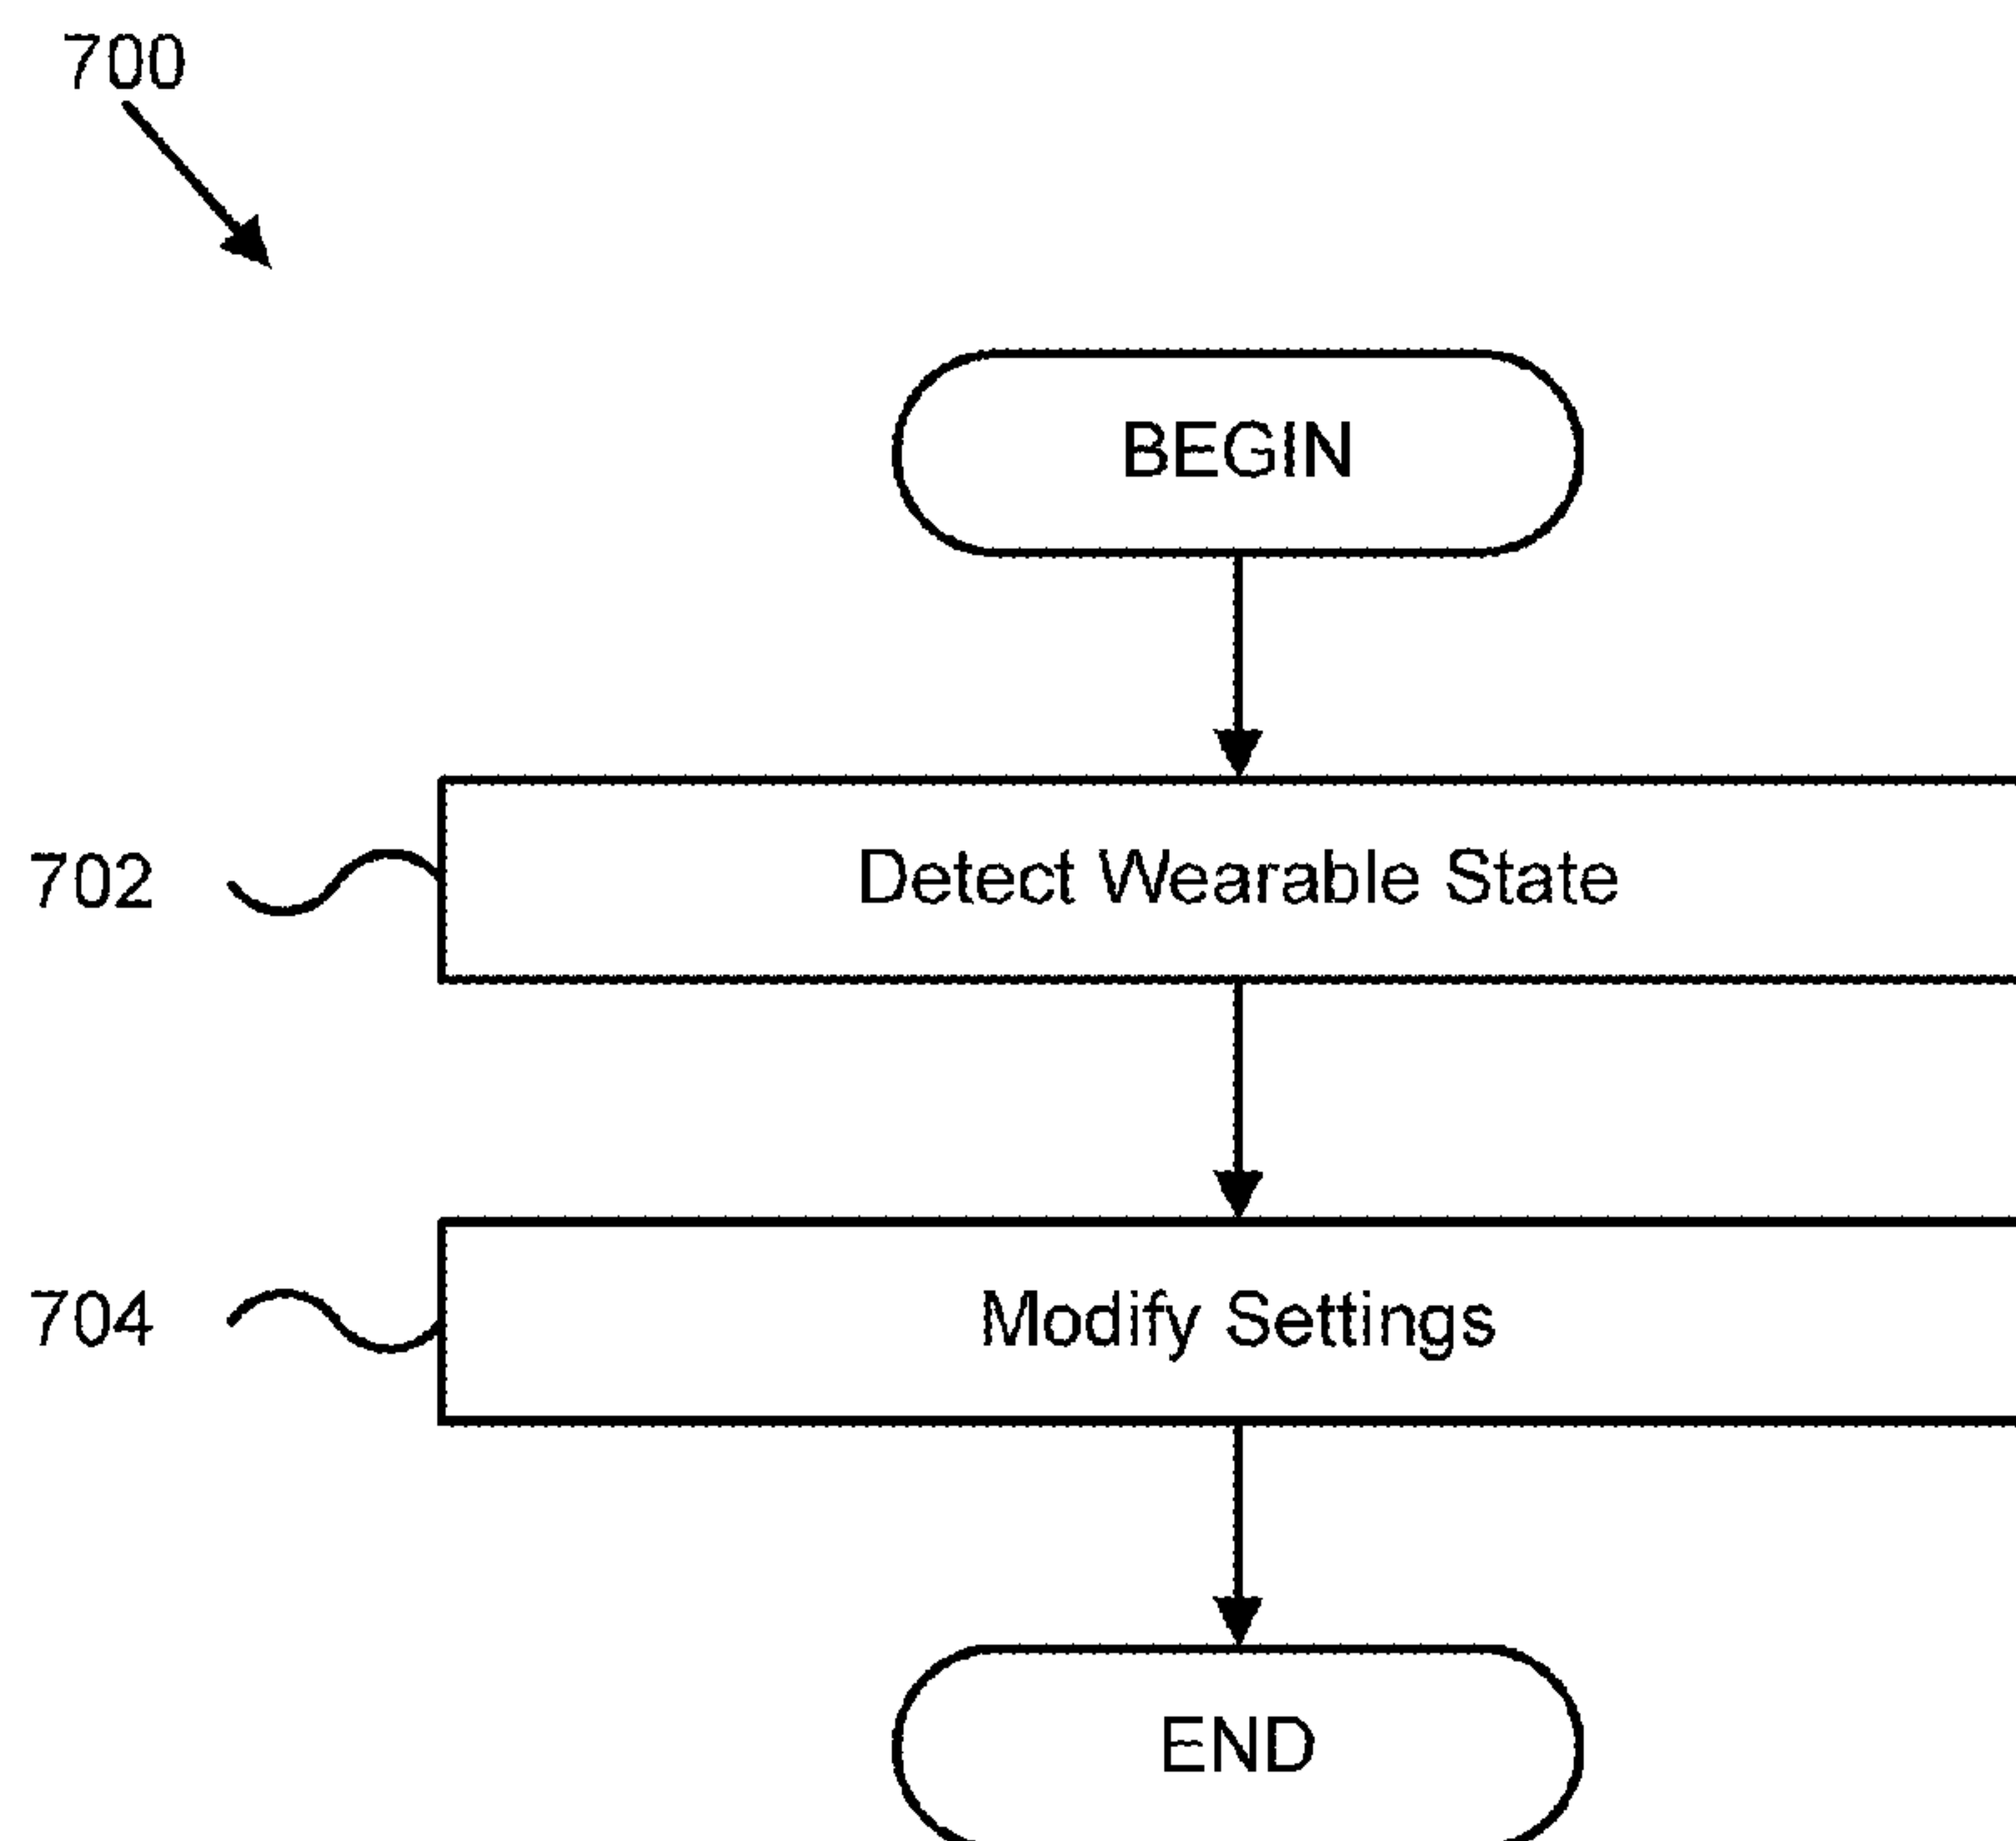 700
BEGIN
702
Detect Wearable State
704
Modify Settings
END